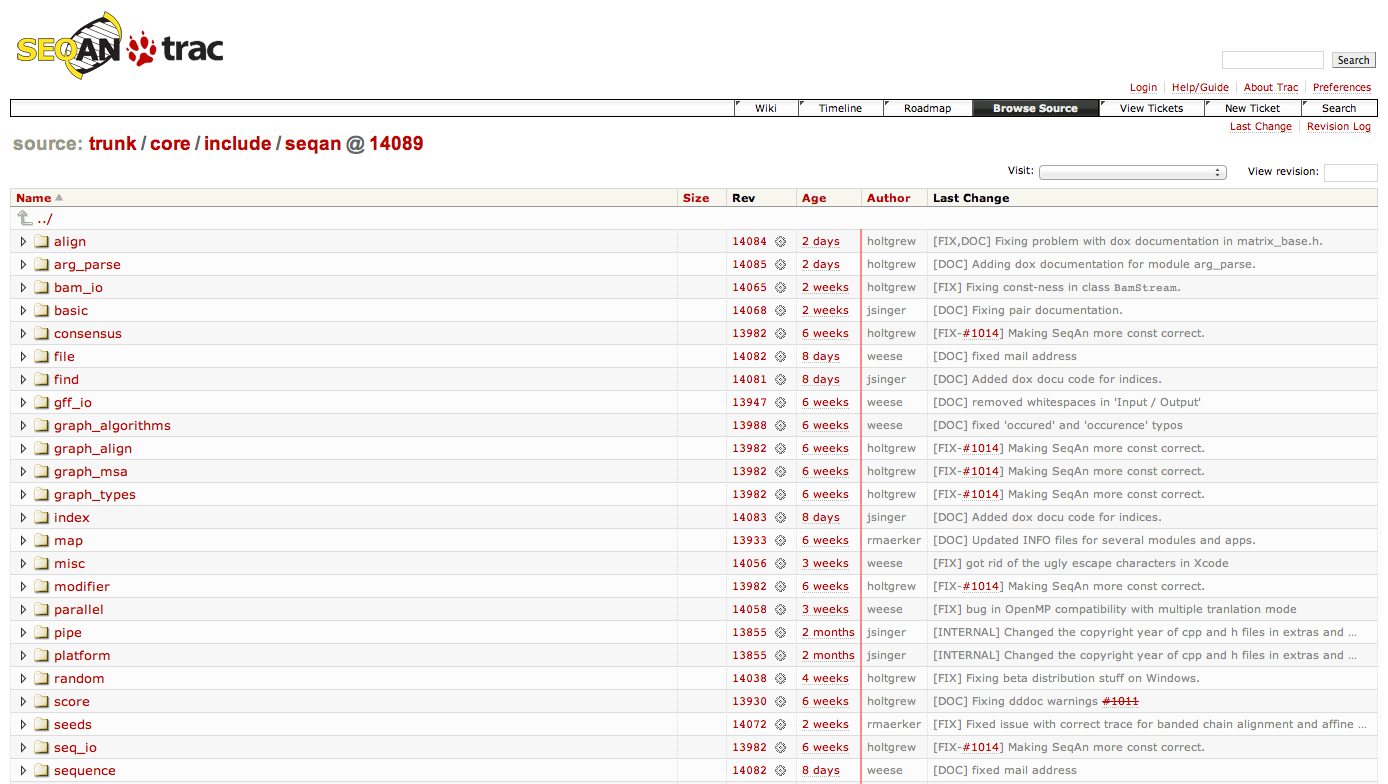 SEQAN trac
Search
Login Help/Guide About Trac Preferences
Wiki Timeline Roadmap Browse Source View Tickets New Ticket Search
Last Change Revision Log
source: trunk / core / include / seqan @ 14089
Visit: View revision:
Name Size Rev Age Author Last Change
../
align 14084 2 days holtgrew [FIX,DOC] Fixing problem with dox documentation in matrix_base.h.
arg_parse 14085 2 days holtgrew [DOC] Adding dox documentation for module arg_parse.
bam_io 14065 2 weeks holtgrew [FIX] Fixing const-ness in class BamStream.
basic 14068 2 weeks jsinger [DOC] Fixing pair documentation.
consensus 13982 6 weeks holtgrew [FIX-#1014] Making SeqAn more const correct.
file 14082 8 days weese [DOC] fixed mail address
find 14081 8 days jsinger [DOC] Added dox docu code for indices.
gff_io 13947 6 weeks weese [DOC] removed whitespaces in 'Input / Output'
graph_algorithms 13988 6 weeks weese [DOC] fixed 'occured' and 'occurence' typos
graph_align 13982 6 weeks holtgrew [FIX-#1014] Making SeqAn more const correct.
graph_msa 13982 6 weeks holtgrew [FIX-#1014] Making SeqAn more const correct.
graph_types 13982 6 weeks holtgrew [FIX-#1014] Making SeqAn more const correct.
index 14083 8 days jsinger [DOC] Added dox docu code for indices.
map 13933 6 weeks rmaerker [DOC] Updated INFO files for several modules and apps.
misc 14056 3 weeks weese [FIX] got rid of the ugly escape characters in Xcode
modifier 13982 6 weeks holtgrew [FIX-#1014] Making SeqAn more const correct.
parallel 14058 3 weeks weese [FIX] bug in OpenMP compatibility with multiple tranlation mode
pipe 13855 2 months jsinger [INTERNAL] Changed the copyright year of cpp and h files in extras and ...
platform 13855 2 months jsinger [INTERNAL] Changed the copyright year of cpp and h files in extras and ...
random 14038 4 weeks holtgrew [FIX] Fixing beta distribution stuff on Windows.
score 13930 6 weeks holtgrew [DOC] Fixing dddoc warnings #1011
seeds 14072 2 weeks rmaerker [FIX] Fixed issue with correct trace for banded chain alignment and affine ...
seq_io 13982 6 weeks holtgrew [FIX-#1014] Making SeqAn more const correct.
sequence 14082 8 days weese [DOC] fixed mail address